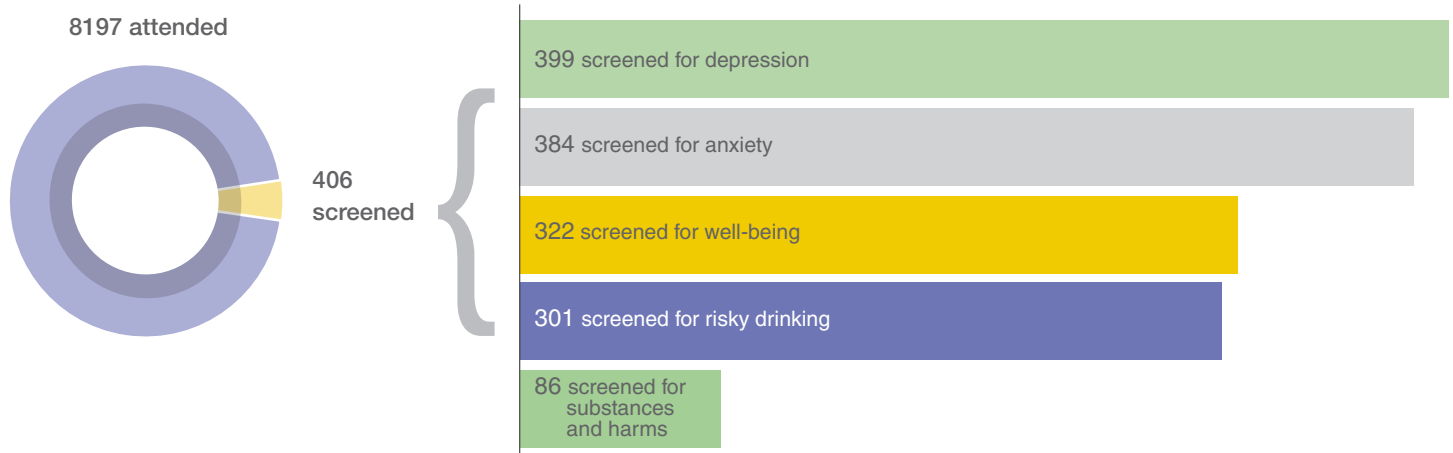 8197 attended
406
screened
399 screened for depression
384 screened for anxiety
322 screened for well-being
301 screened for risky drinking
86 screened for
substances
and harms